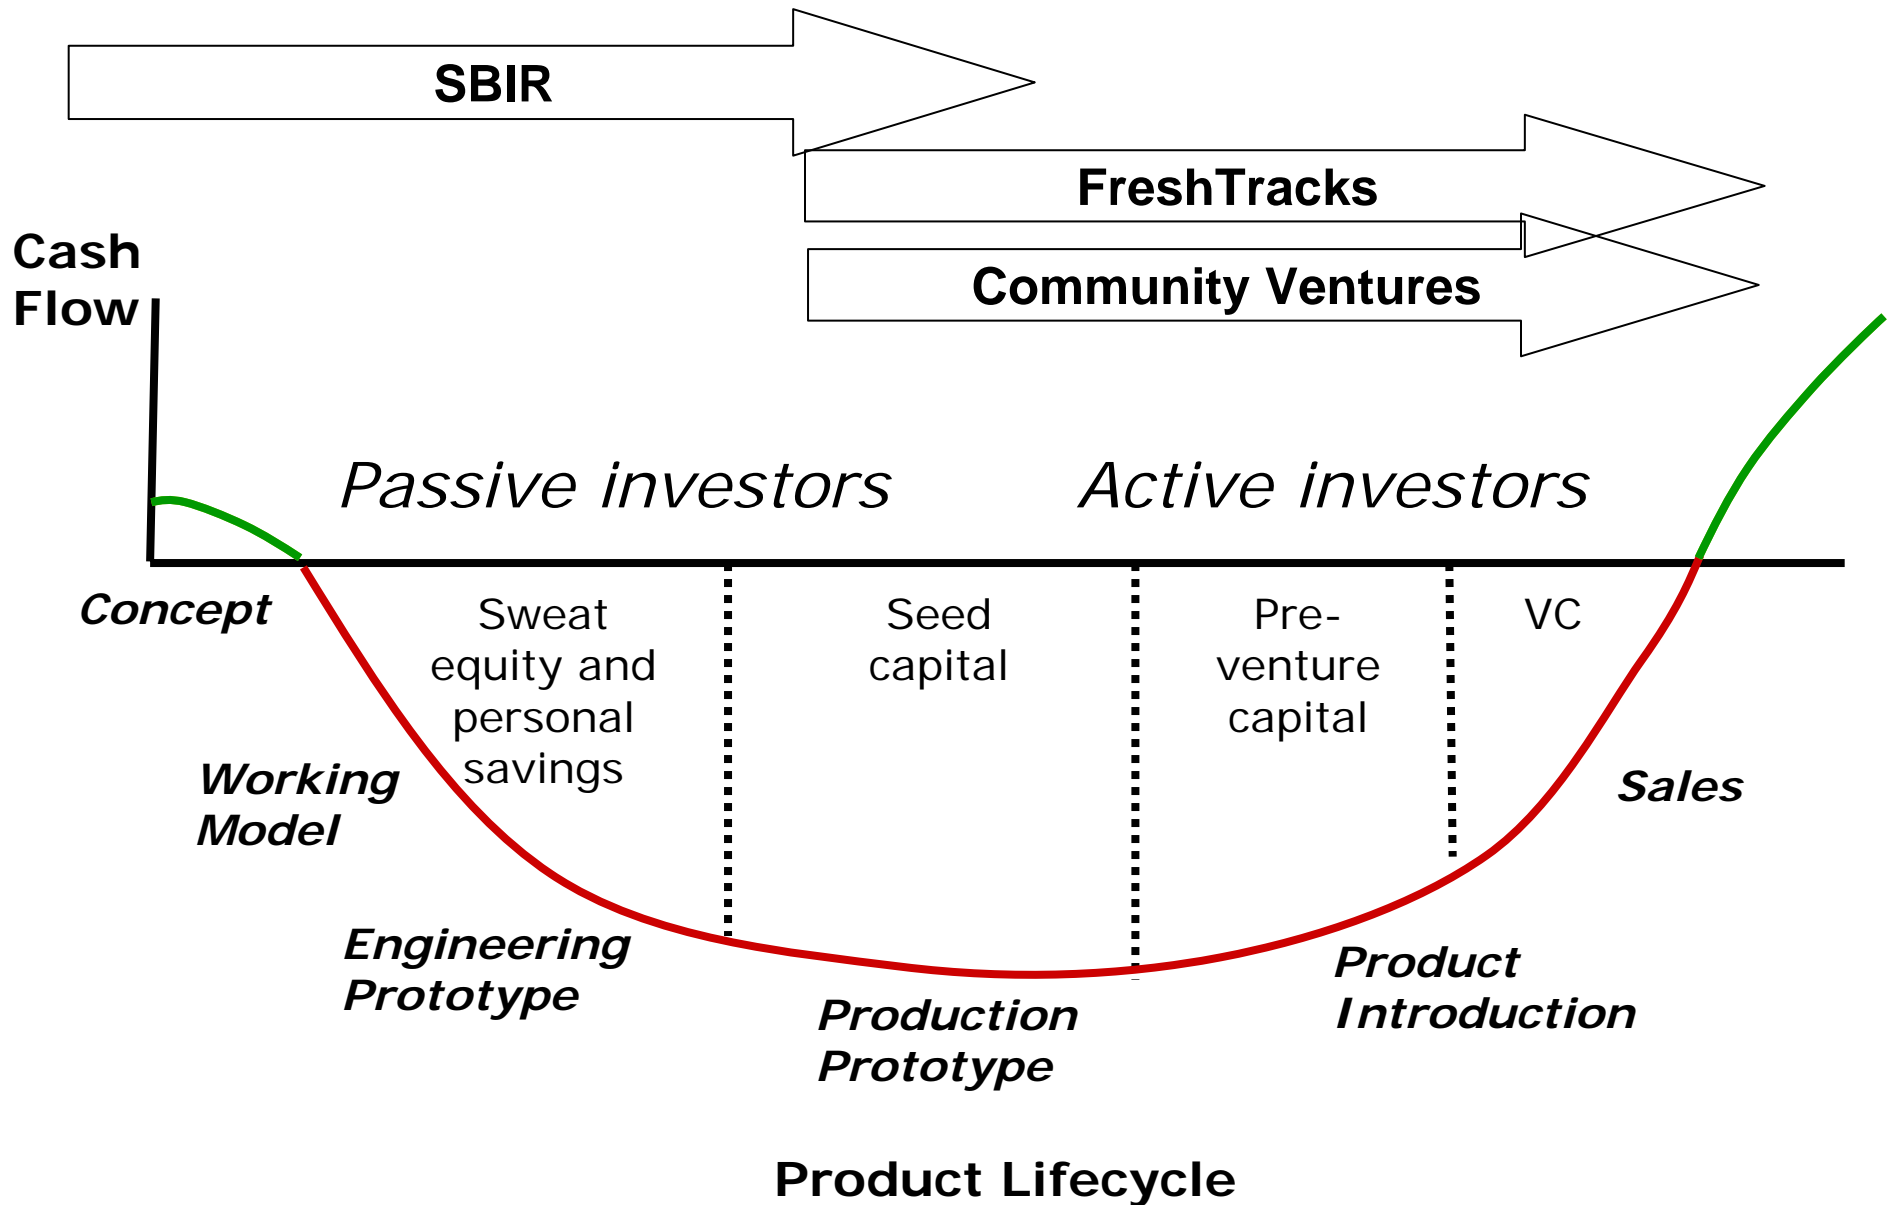 SBIR
FreshTracks
Community Ventures
Cash
Flow
Passive investors
Active investors
Concept
Sweat
equity and
personal
savings
Seed
capital
Pre-
venture
capital
VC
Working
Model
Sales
Engineering
Prototype
Production
Prototype
Product
Introduction
Product Lifecycle